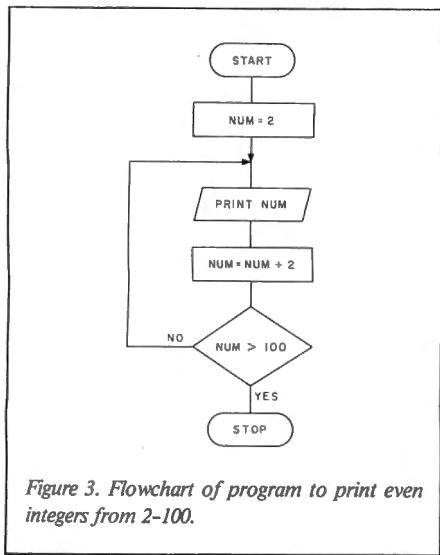 START
NUM = 2
PRINT NUM
NUM = NUM + 2
NO
NUM > 100
YES
STOP
Figure 3. Flowchart of program to print even
integers from 2-100.